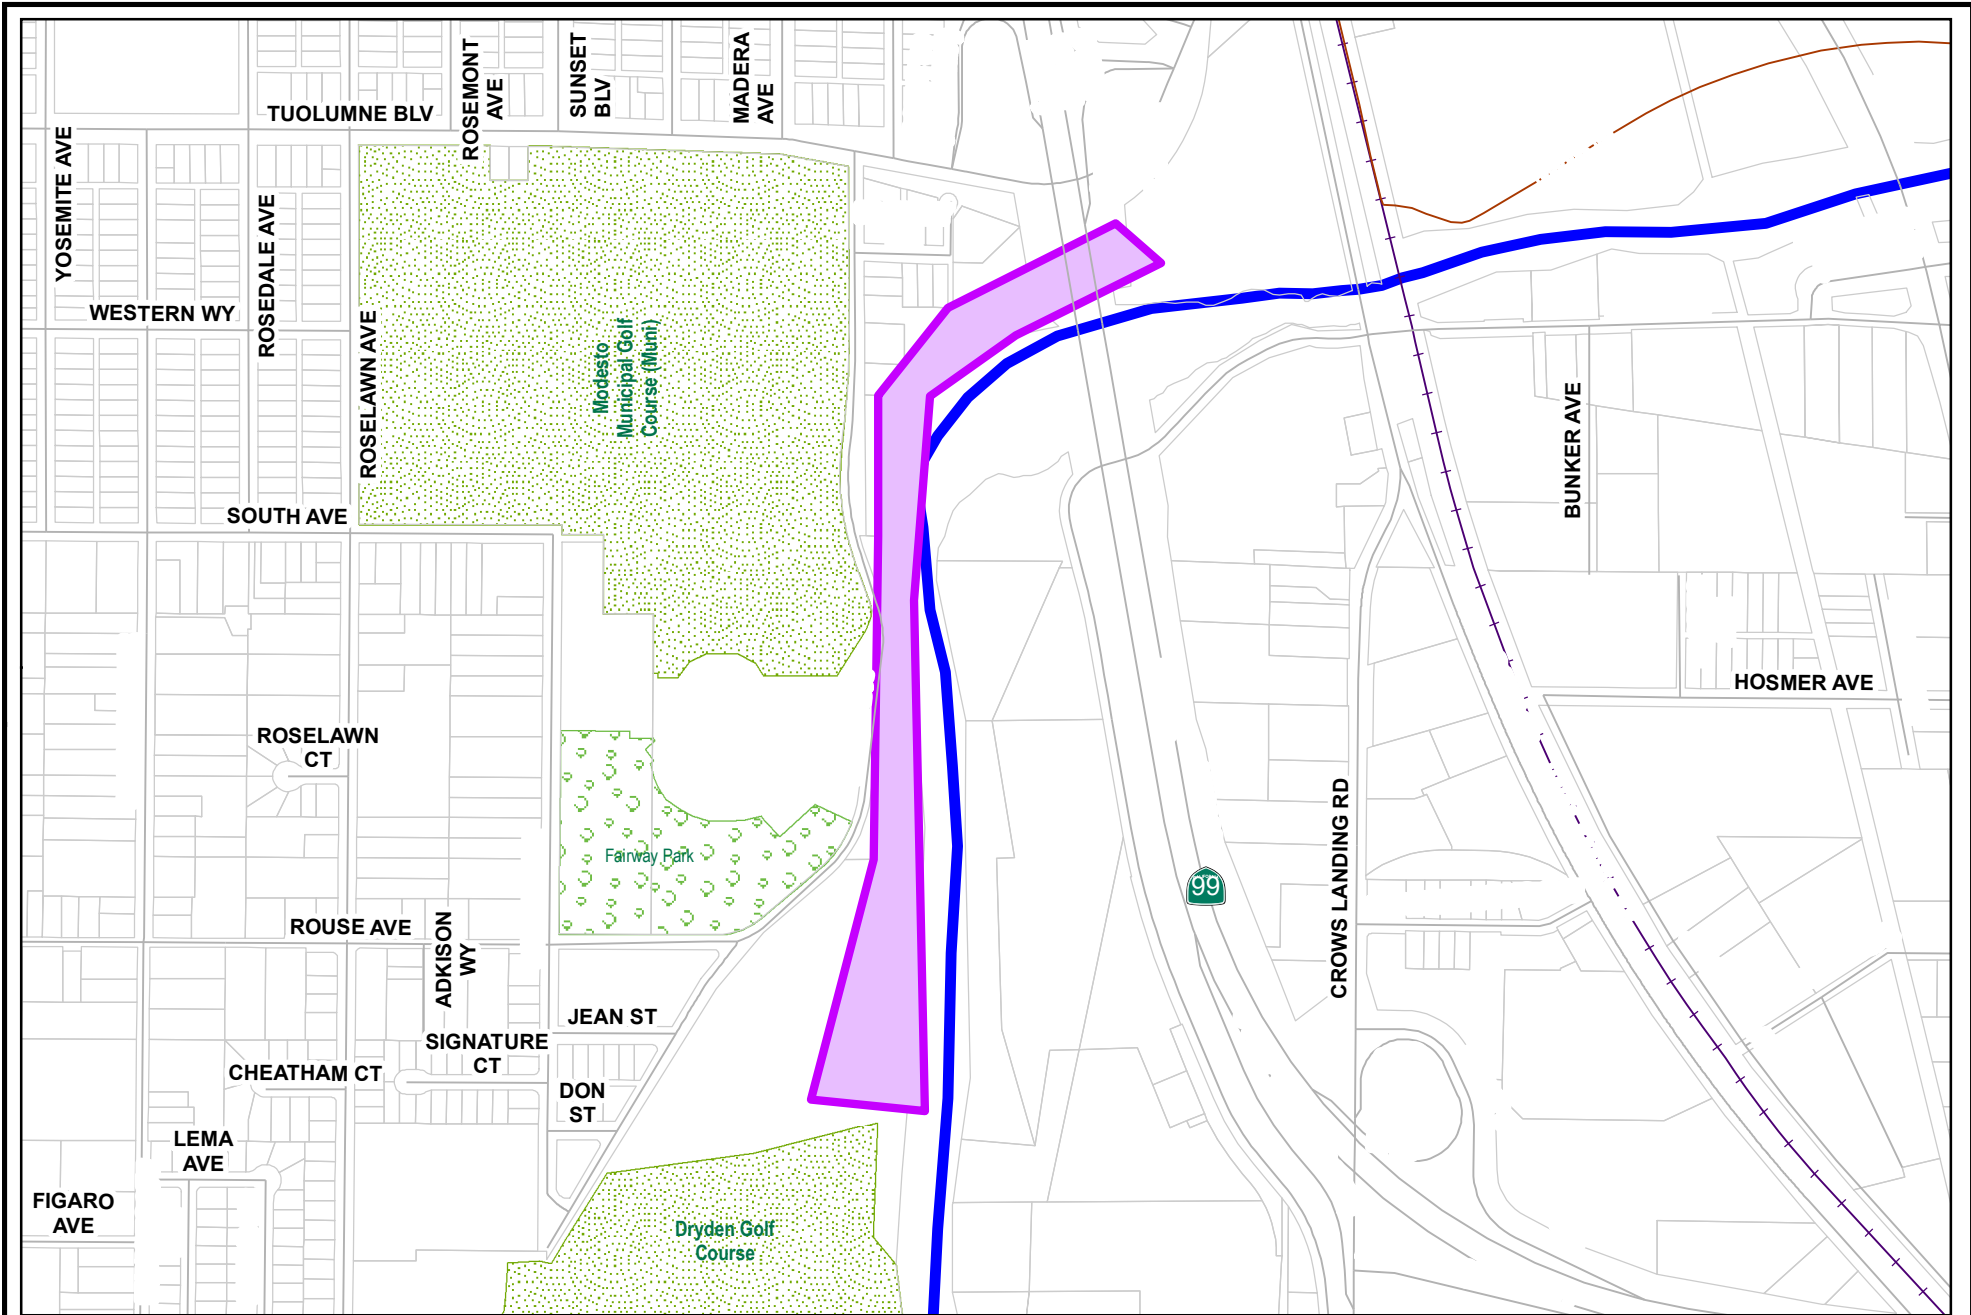 ROSEMONT
AVE
SUNSET
BLV
MADERA
AVE
TUOLUMNE BLV
YOSEMITE AVE
ROSEDALE AVE
WESTERN WY
ROSELAWN AVE
Modesto
Municipal Golf
Course (Muni)
BUNKER AVE
SOUTH AVE
HOSMER AVE
ROSELAWN
CT
CROWS LANDING RD
Fairway Park
99
ROUSE AVE
ADKISON
WY
JEAN ST
SIGNATURE
CT
CHEATHAM CT
DON
ST
LEMA
AVE
FIGARO
AVE
Dryden Golf
Course